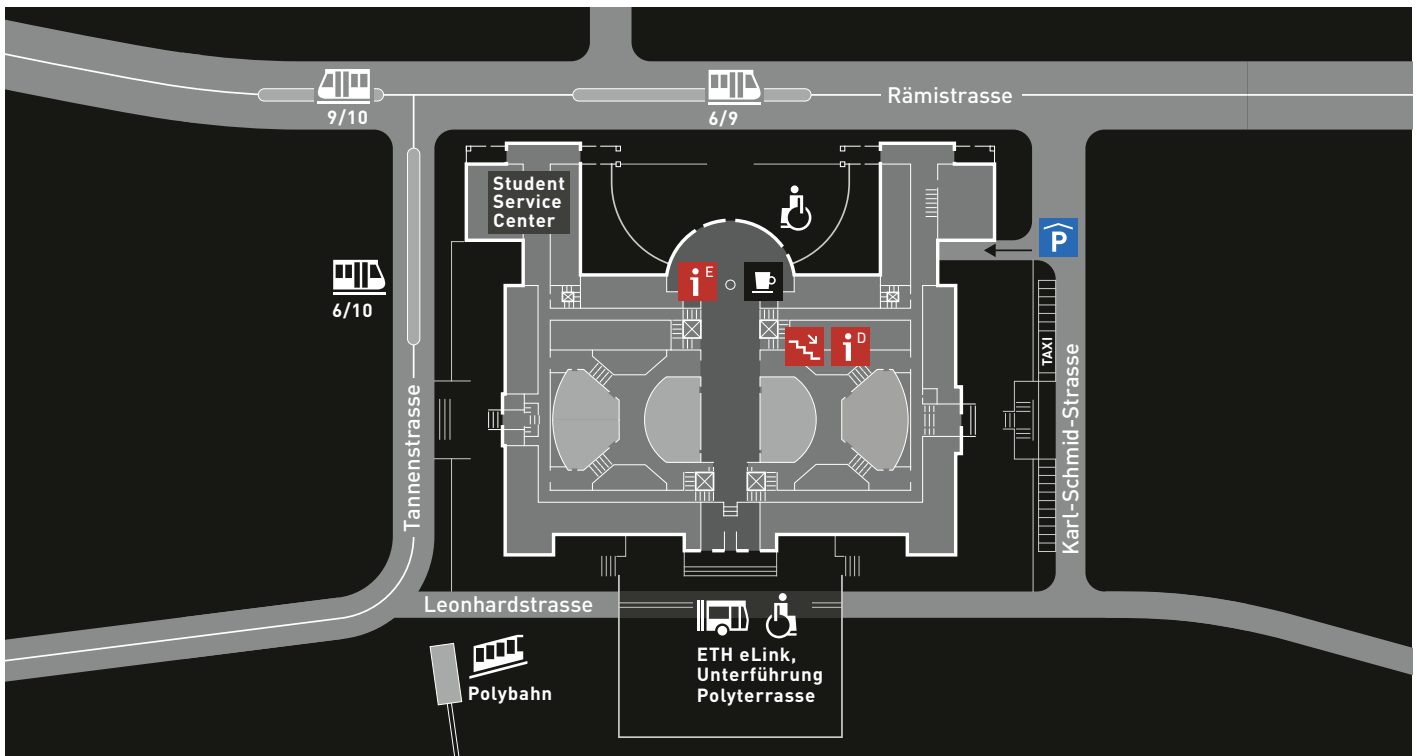 9/10
6/9
Rämistrasse
Student
Service
Center
P
i E
6/10
i D
TAXI
Tannenstrasse
Karl-Schmid-Strasse
Leonhardstrasse
ETH eLink,
Unterführung
Polyterrasse
Polybahn